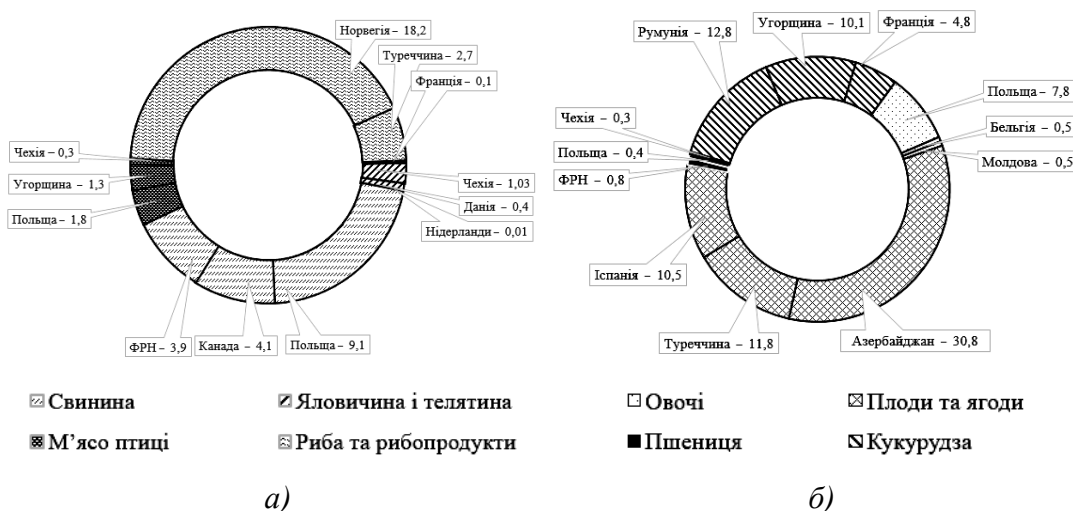 Норвегія – 18,2
Туреччина – 2,7
Франція – 0,1
Чехія – 0,3
Угорщина – 1,3
Польща – 1,8
Чехія – 1,03
Данія – 0,4
Нідерланди – 0,01
ФРН – 3,9
Канада – 4,1
Польща – 9,1
Свинина
Яловичина і телятина
М’ясо птиці
Риба та рибопродукти
а)
Румунія – 12,8
Угорщина – 10,1
Франція – 4,8
Чехія – 0,3
Польща – 0,4
ФРН – 0,8
Польща – 7,8
Бельгія – 0,5
Молдова – 0,5
Іспанія – 10,5
Туреччина – 11,8
Азербайджан – 30,8
Овочі
Плоди та ягоди
Пшениця
Кукурудза
б)